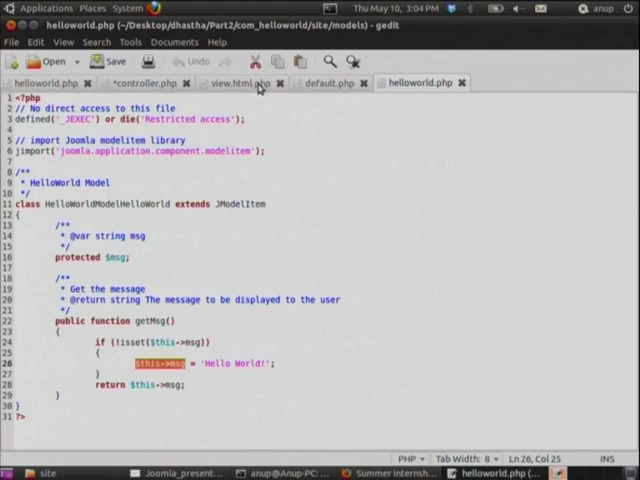 Applications Places System Thu May 10, 3:04 PM anup
helloworld.php (~/Desktop/dhastha/Part2/com_helloworld/site/models) - gedit
File Edit View Search Tools Documents Help
Open Save Undo
helloworld.php *controller.php view.html.php default.php helloworld.php
1 <?php
2 // No direct access to this file
3 defined('_JEXEC') or die('Restricted access');
4
5 // import Joomla modelitem library
6 jimport('joomla.application.component.modelitem');
7
8 /**
9 * HelloWorld Model
10 */
11 class HelloWorldModelHelloWorld extends JModelItem
12 {
13 /**
14 * @var string msg
15 */
16 protected $msg;
17
18 /**
19 * Get the message
20 * @return string The message to be displayed to the user
21 */
22 public function getMsg()
23 {
24 if (!isset($this->msg))
25 {
26 $this->msg = 'Hello World!';
27 }
28 return $this->msg;
29 }
30 }
31 ?>
PHP Tab Width: 8 Ln 26, Col 25 INS
site Joomla_present... anup@Anup-PC: ... Summer internsh... helloworld.php (...